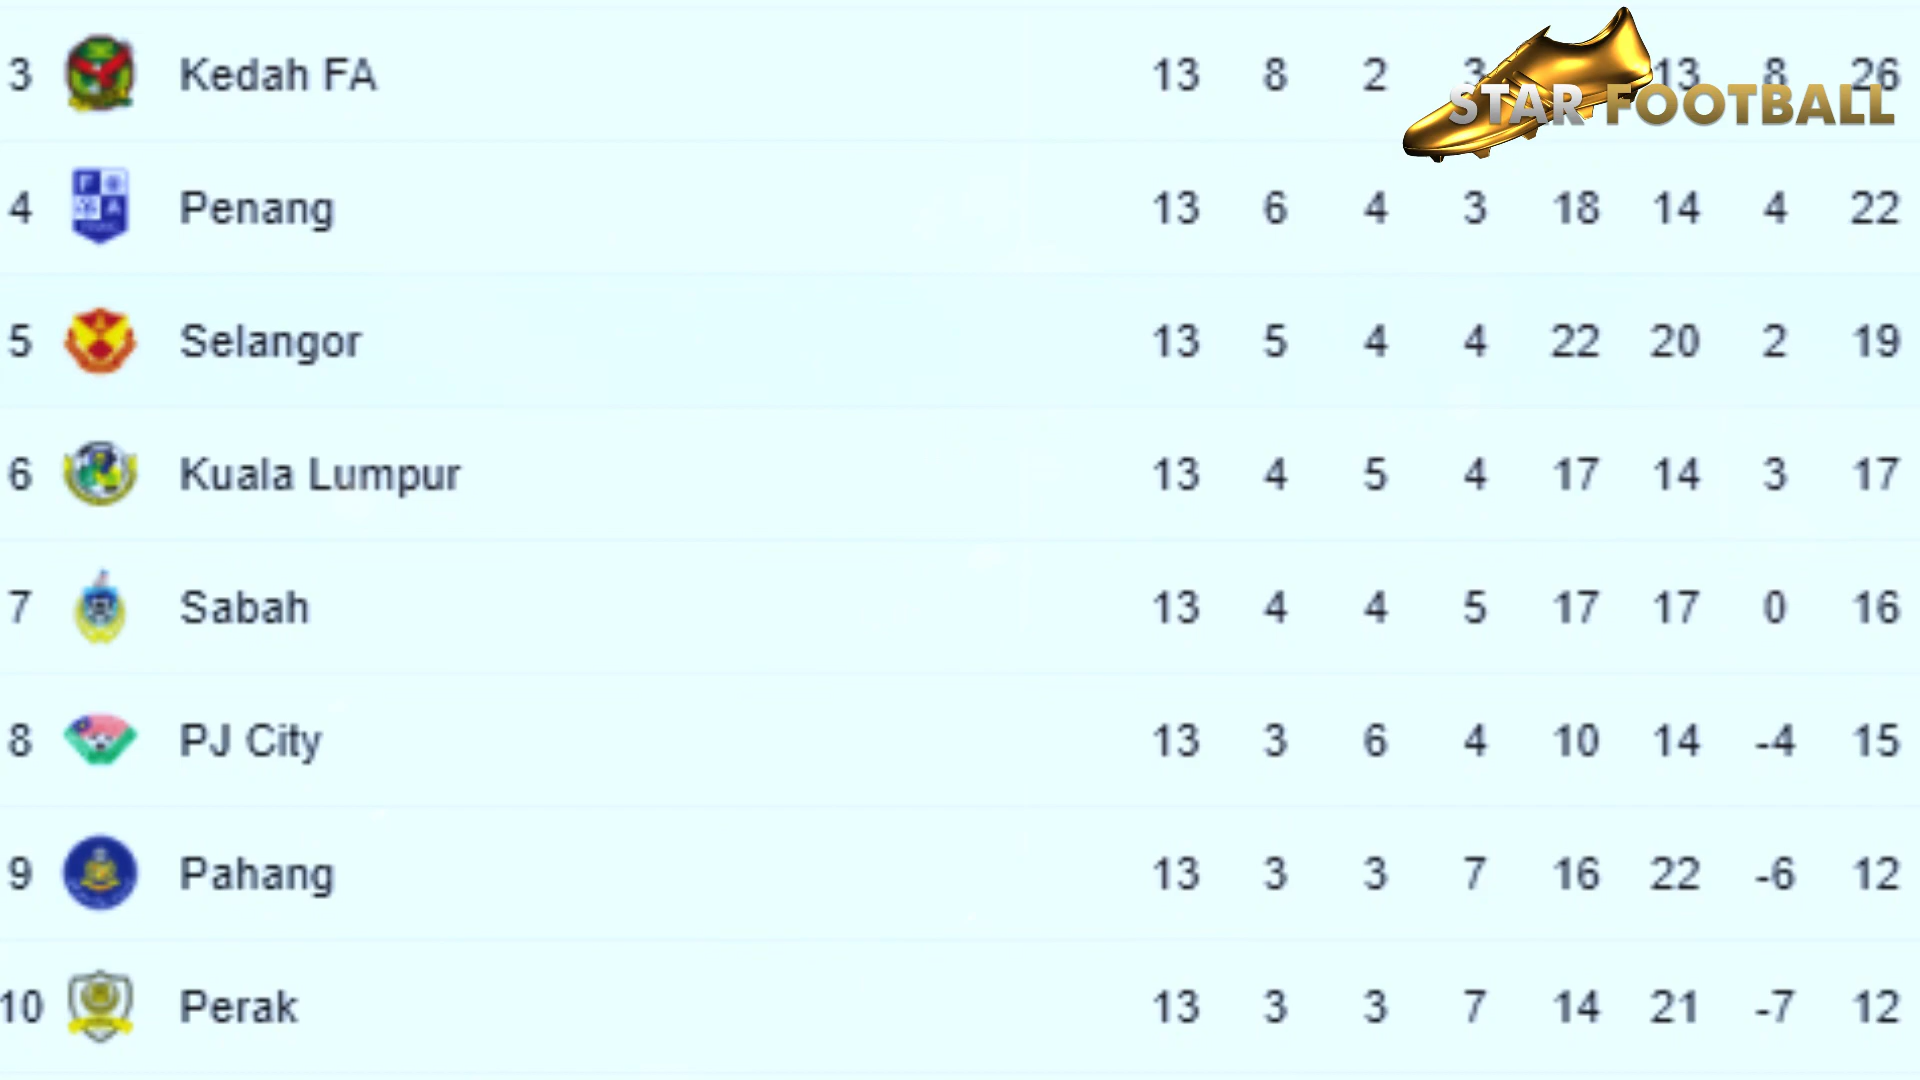 3 Kedah FA 13 8 2 3 13 8 26
STAR FOOTBALL
4 Penang 13 6 4 3 18 14 4 22
5 Selangor 13 5 4 4 22 20 2 19
6 Kuala Lumpur 13 4 5 4 17 14 3 17
7 Sabah 13 4 4 5 17 17 0 16
8 PJ City 13 3 6 4 10 14 -4 15
9 Pahang 13 3 3 7 16 22 -6 12
10 Perak 13 3 3 7 14 21 -7 12